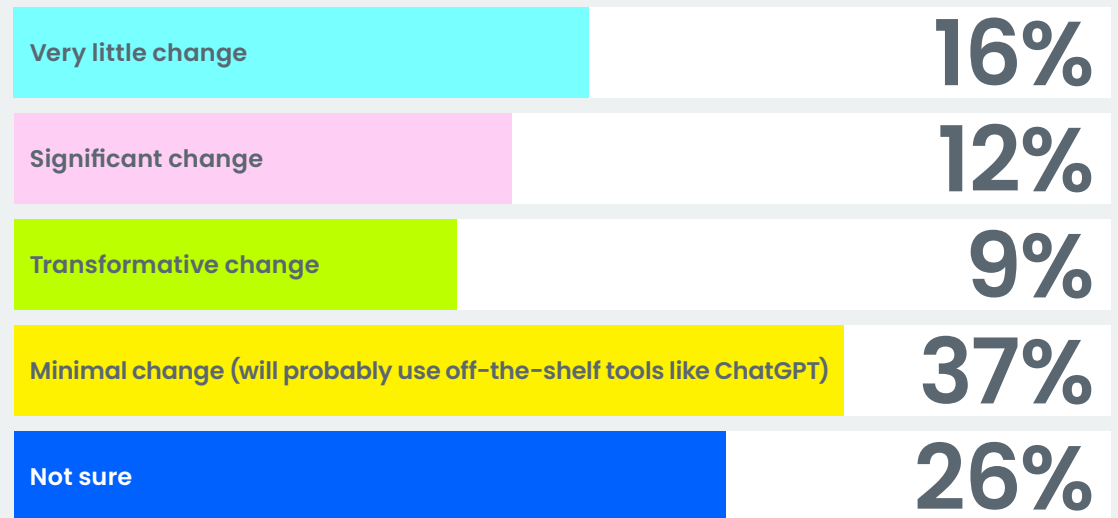 Very little change 16%
Significant change 12%
Transformative change 9%
Minimal change (will probably use off-the-shelf tools like ChatGPT) 37%
Not sure 26%